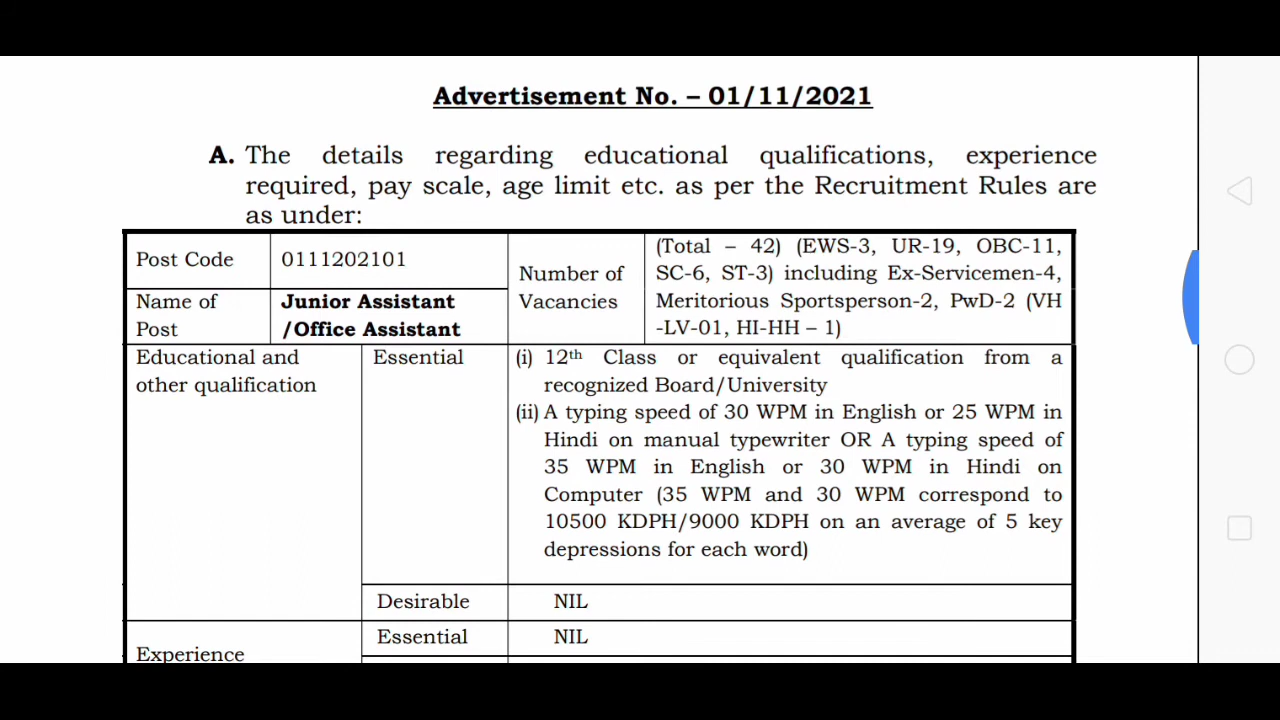 Advertisement No. – 01/11/2021
A. The details regarding educational qualifications, experience
required, pay scale, age limit etc. as per the Recruitment Rules are
as under:
Post Code 0111202101
Name of Post Junior Assistant /Office Assistant
Number of Vacancies
(Total – 42) (EWS-3, UR-19, OBC-11,
SC-6, ST-3) including Ex-Servicemen-4,
Meritorious Sportsperson-2, PwD-2 (VH
-LV-01, HI-HH – 1)
Educational and
other qualification
Essential
(i) 12th Class or equivalent qualification from a
recognized Board/University
(ii) A typing speed of 30 WPM in English or 25 WPM in
Hindi on manual typewriter OR A typing speed of
35 WPM in English or 30 WPM in Hindi on
Computer (35 WPM and 30 WPM correspond to
10500 KDPH/9000 KDPH on an average of 5 key
depressions for each word)
Desirable NIL
Experience
Essential NIL